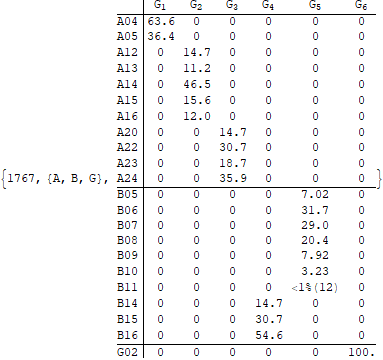 G₁ G₂ G₃ G₄ G₅ G₆
A04 63.6 0 0 0 0 0
A05 36.4 0 0 0 0 0
A12 0 14.7 0 0 0 0
A13 0 11.2 0 0 0 0
A14 0 46.5 0 0 0 0
A15 0 15.6 0 0 0 0
A16 0 12.0 0 0 0 0
A20 0 0 14.7 0 0 0
A22 0 0 30.7 0 0 0
A23 0 0 18.7 0 0 0
{1767, {A, B, G}, A24 0 0 35.9 0 0 0 }
B05 0 0 0 0 7.02 0
B06 0 0 0 0 31.7 0
B07 0 0 0 0 29.0 0
B08 0 0 0 0 20.4 0
B09 0 0 0 0 7.92 0
B10 0 0 0 0 3.23 0
B11 0 0 0 0 <1%(12) 0
B14 0 0 0 14.7 0 0
B15 0 0 0 30.7 0 0
B16 0 0 0 54.6 0 0
G02 0 0 0 0 0 100.